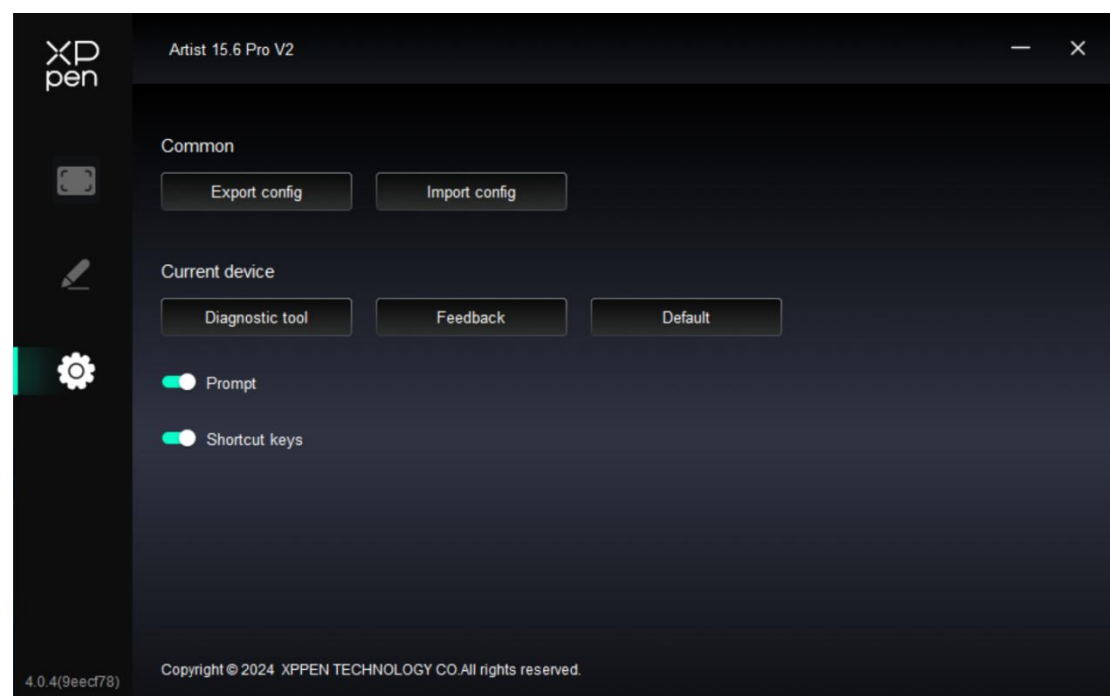 XP
pen
Artist 15.6 Pro V2
Common
Export config
Import config
Current device
Diagnostic tool
Feedback
Default
Prompt
Shortcut keys
Copyright © 2024 XPPEN TECHNOLOGY CO.All rights reserved.
4.0.4(9eecf78)